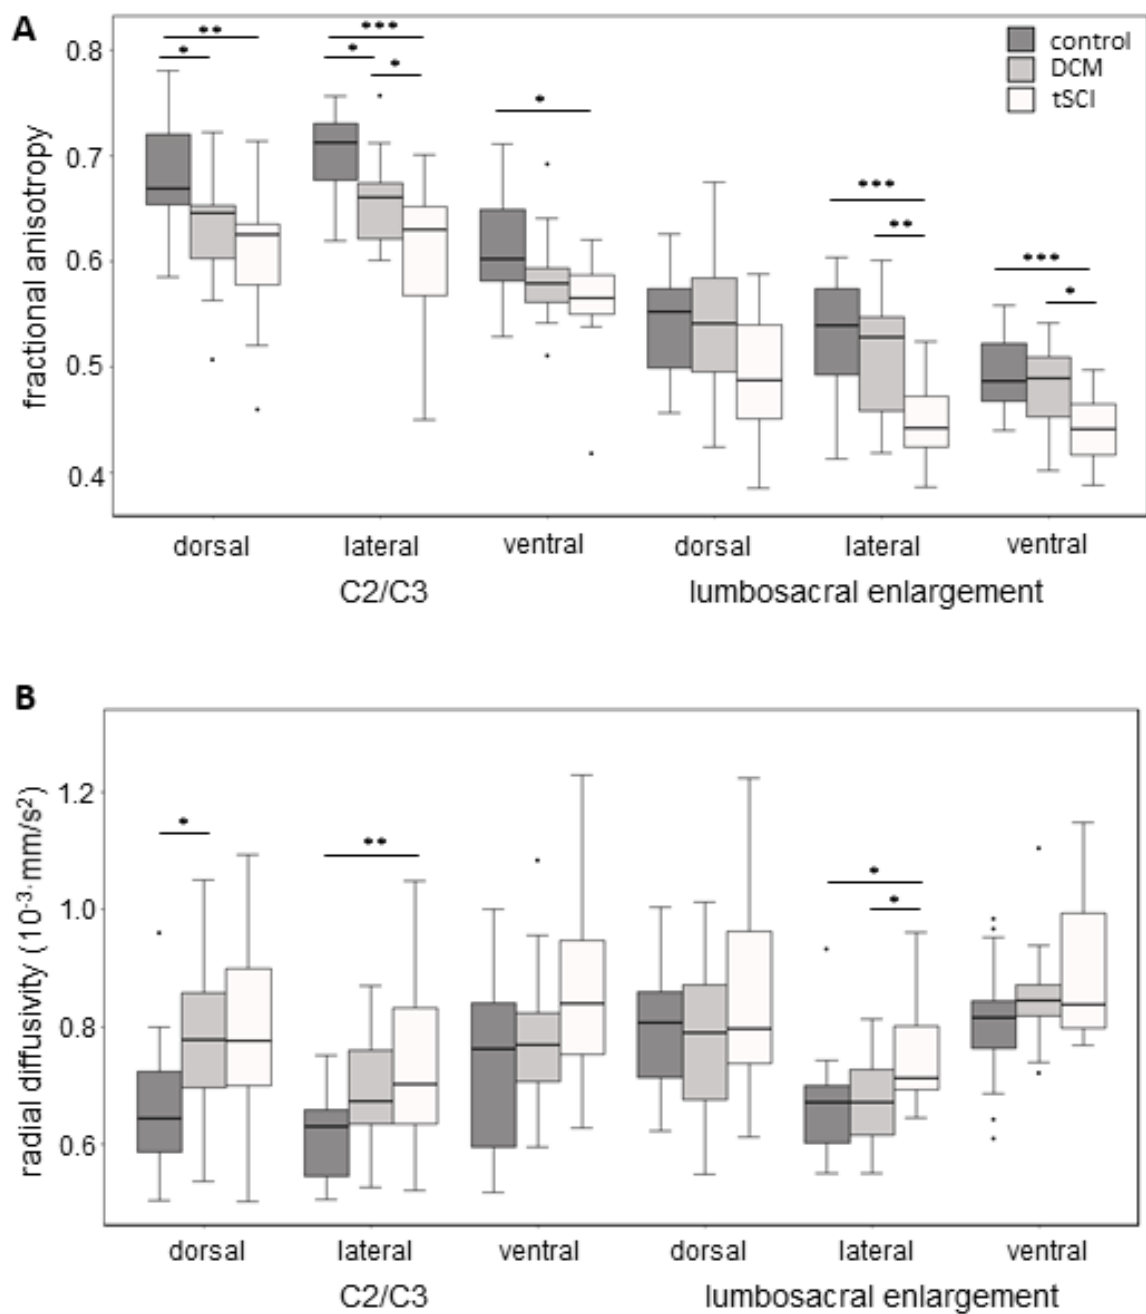 A
control
DCM
tSCI
** *** * * * * *** ** *** *
fractional anisotropy
0.8
0.7
0.6
0.5
0.4
dorsal lateral ventral dorsal lateral ventral
C2/C3 lumbosacral enlargement
B
* ** * *
radial diffusivity (10⁻³·mm/s²)
1.2
1.0
0.8
0.6
dorsal lateral ventral dorsal lateral ventral
C2/C3 lumbosacral enlargement